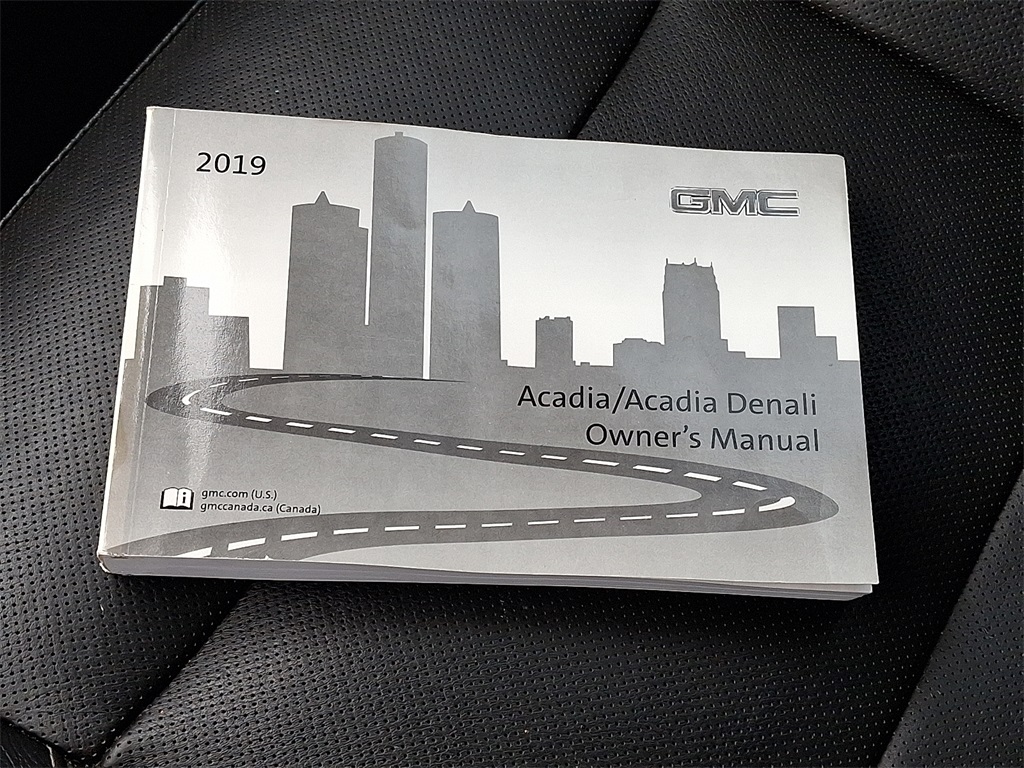 2019
GMC
Acadia/Acadia Denali
Owner's Manual
gmc.com (U.S.)
gmccanada.ca (Canada)